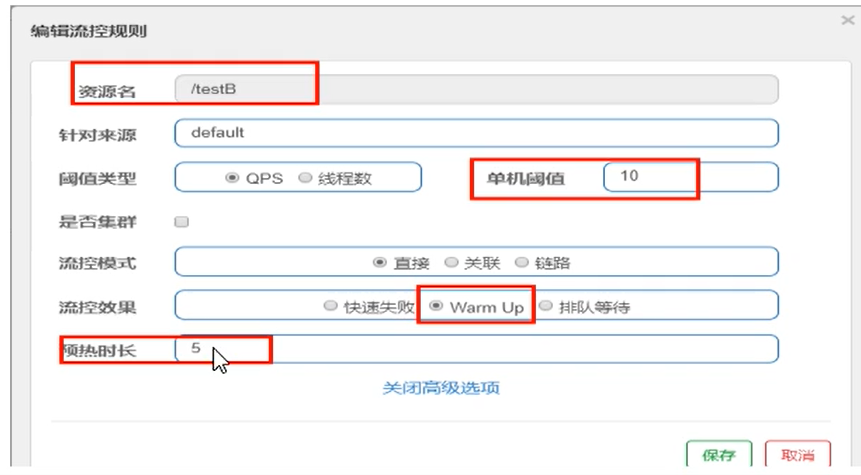 编辑流控规则 ×
资源名 /testB
针对来源 default
阈值类型 QPS 线程数 单机阈值 10
是否集群
流控模式 直接 关联 链路
流控效果 快速失败 Warm Up 排队等待
预热时长 5
关闭高级选项
保存 取消